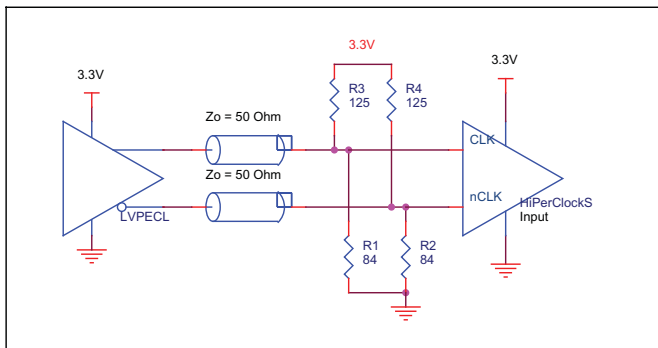 3.3V
3.3V
3.3V
R3
125
R4
125
Zo = 50 Ohm
CLK
Zo = 50 Ohm
nCLK
HiPerClockS
Input
LVPECL
R1
84
R2
84